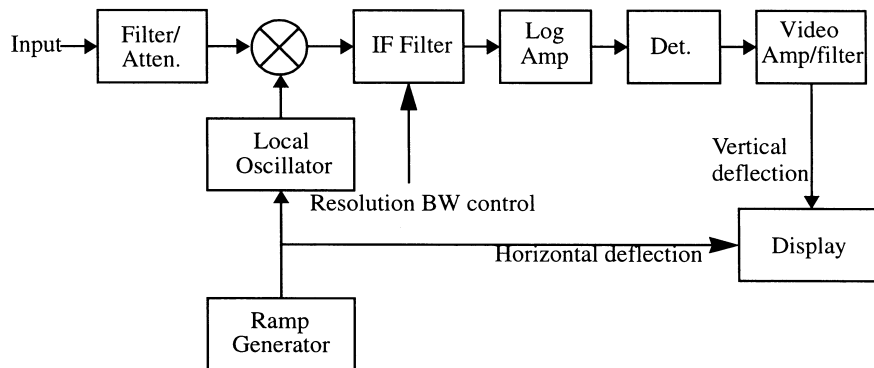 Input
Filter/
Atten.
IF Filter
Log
Amp
Det.
Video
Amp/filter
Local
Oscillator
Vertical
deflection
Resolution BW control
Horizontal deflection
Display
Ramp
Generator